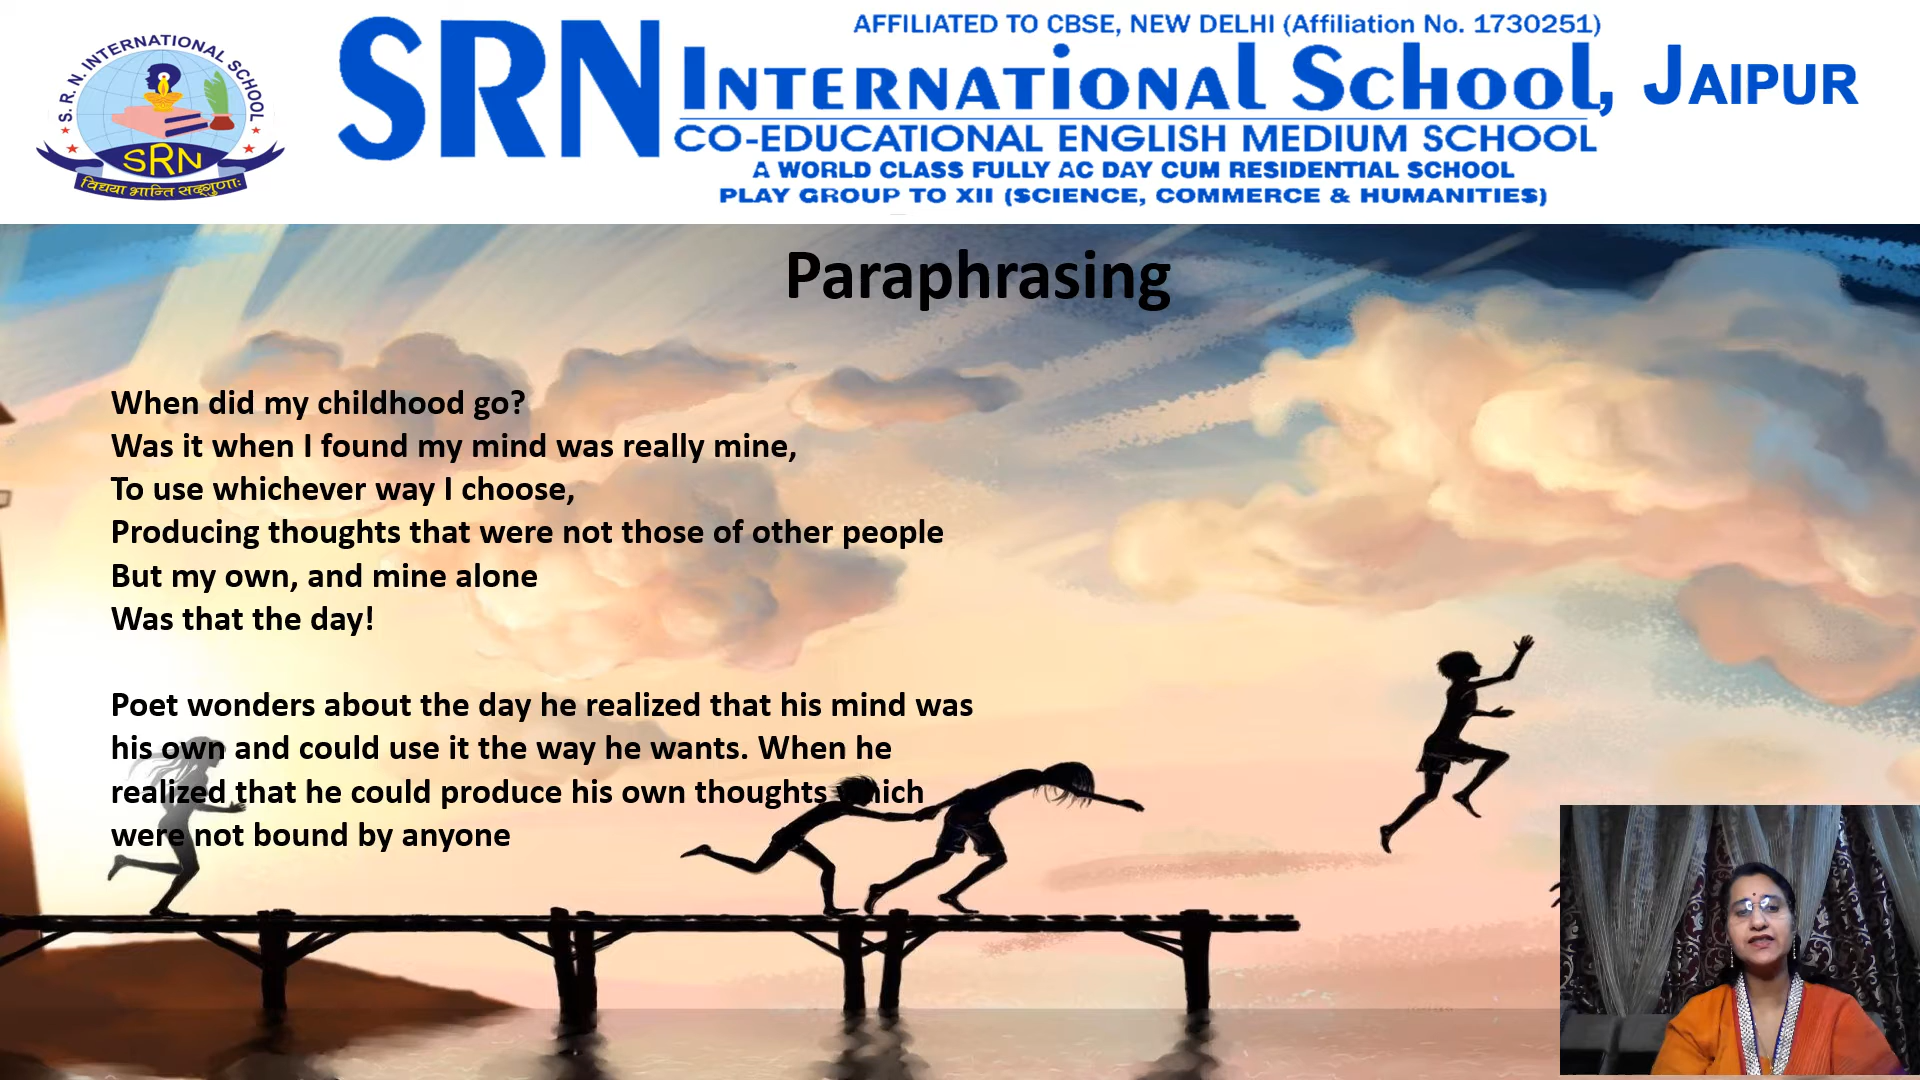 S. R. N. INTERNATIONAL SCHOOL
SRN
विद्यया भान्ति सद्गुणाः
AFFILIATED TO CBSE, NEW DELHI (Affiliation No. 1730251)
SRN INTERNATIONAL SCHOOL, JAIPUR
CO-EDUCATIONAL ENGLISH MEDIUM SCHOOL
A WORLD CLASS FULLY AC DAY CUM RESIDENTIAL SCHOOL
PLAY GROUP TO XII (SCIENCE, COMMERCE & HUMANITIES)
Paraphrasing
When did my childhood go?
Was it when I found my mind was really mine,
To use whichever way I choose,
Producing thoughts that were not those of other people
But my own, and mine alone
Was that the day!
Poet wonders about the day he realized that his mind was
his own and could use it the way he wants. When he
realized that he could produce his own thoughts which
were not bound by anyone